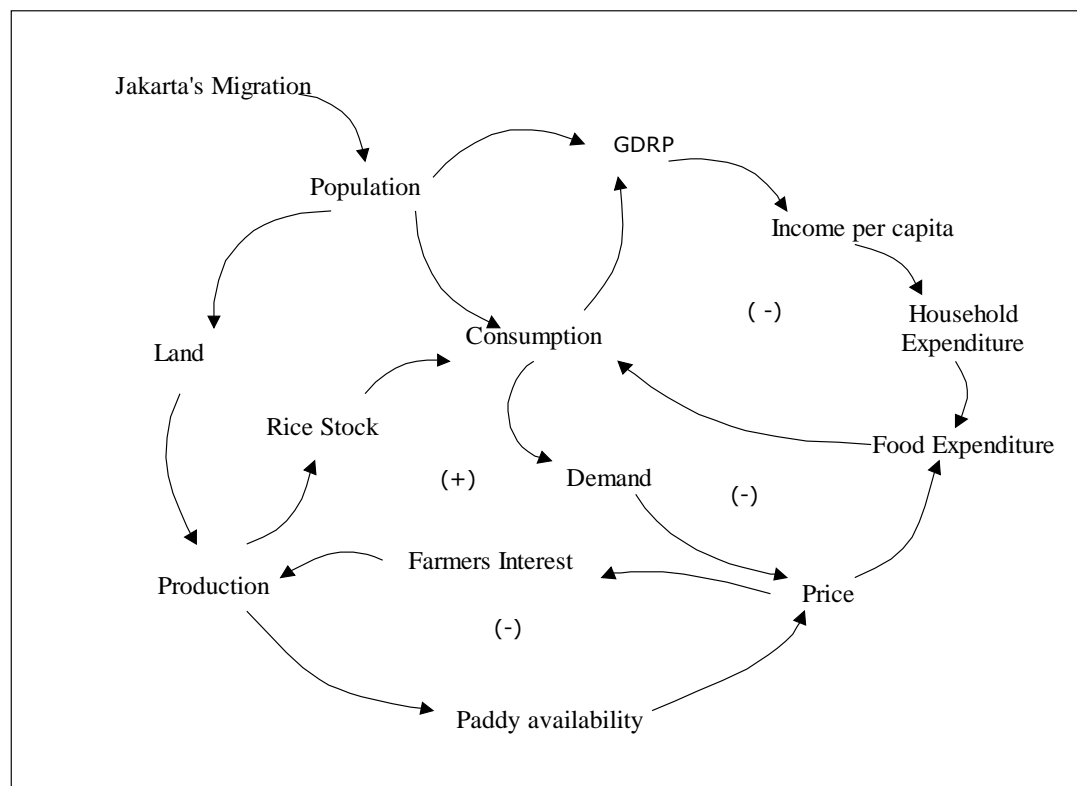 Jakarta's Migration
GDRP
Population
Income per capita
( -)
Household
Expenditure
Consumption
Land
Rice Stock
Food Expenditure
(+)
Demand
(-)
Farmers Interest
Production
Price
(-)
Paddy availability